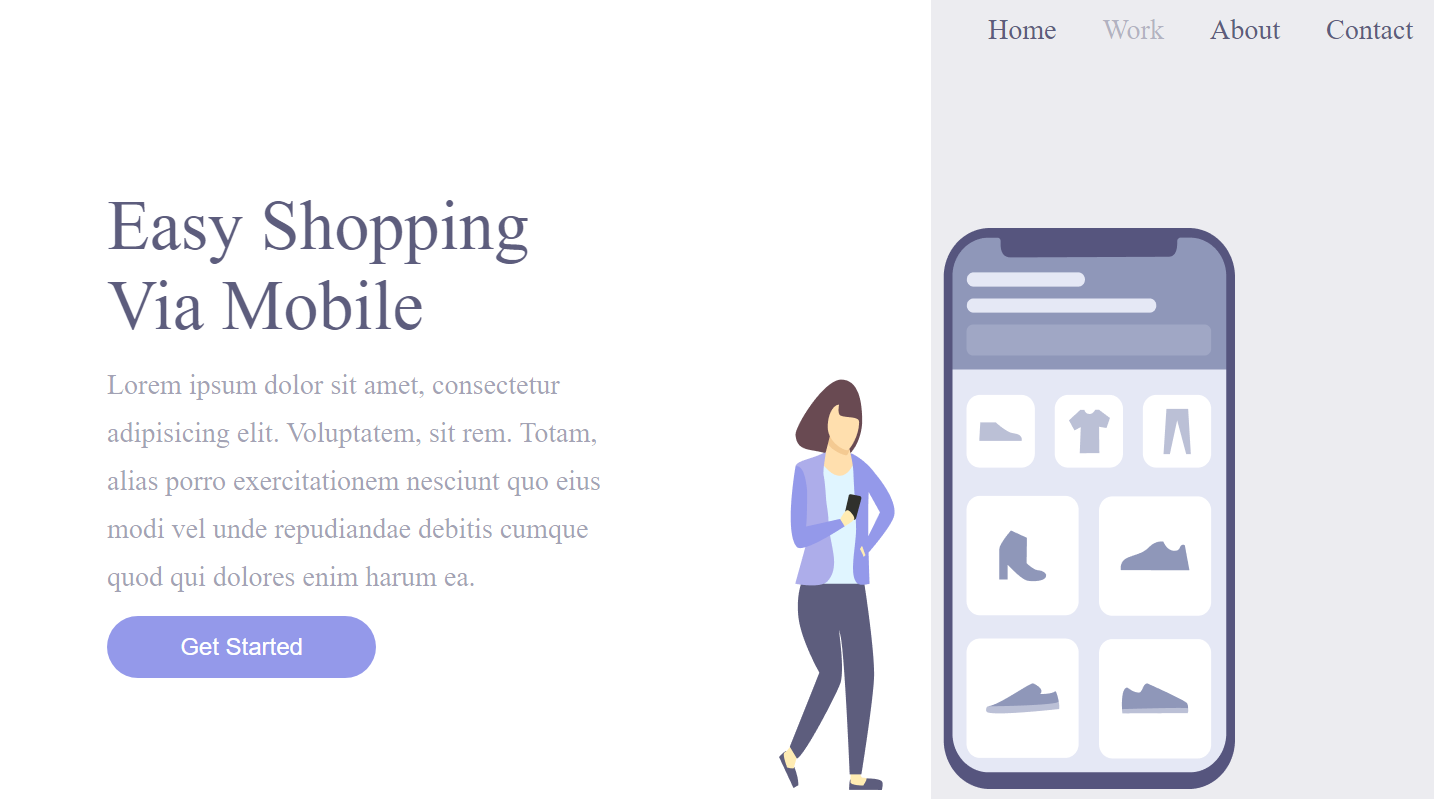 Home Work About Contact
Easy Shopping
Via Mobile
Lorem ipsum dolor sit amet, consectetur
adipisicing elit. Voluptatem, sit rem. Totam,
alias porro exercitationem nesciunt quo eius
modi vel unde repudiandae debitis cumque
quod qui dolores enim harum ea.
Get Started